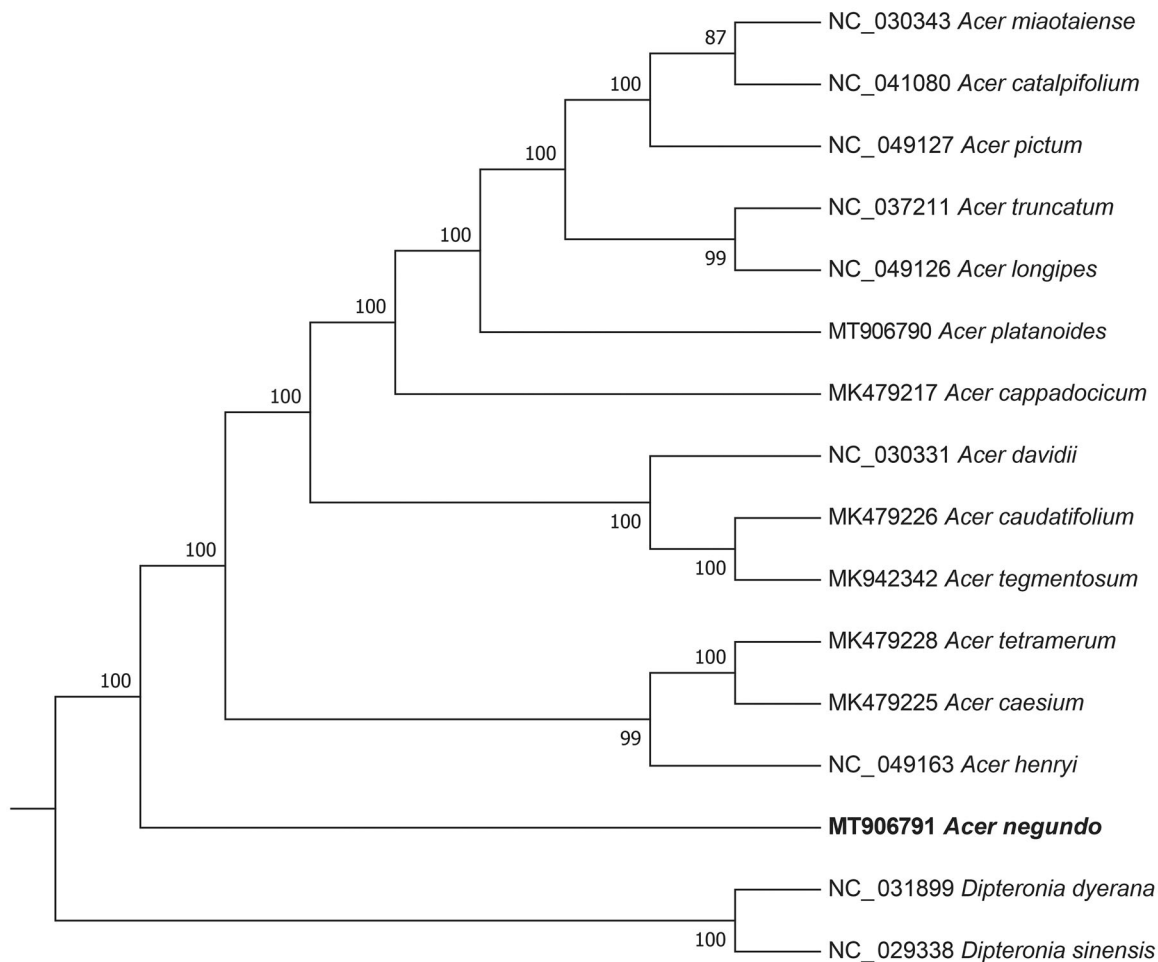 NC_030343 Acer miaotaiense
87
NC_041080 Acer catalpifolium
100
NC_049127 Acer pictum
100
NC_037211 Acer truncatum
100
99
NC_049126 Acer longipes
100
MT906790 Acer platanoides
100
MK479217 Acer cappadocicum
NC_030331 Acer davidii
100
MK479226 Acer caudatifolium
100
100
MK942342 Acer tegmentosum
MK479228 Acer tetramerum
100
100
MK479225 Acer caesium
99
NC_049163 Acer henryi
MT906791 Acer negundo
NC_031899 Dipteronia dyerana
100
NC_029338 Dipteronia sinensis